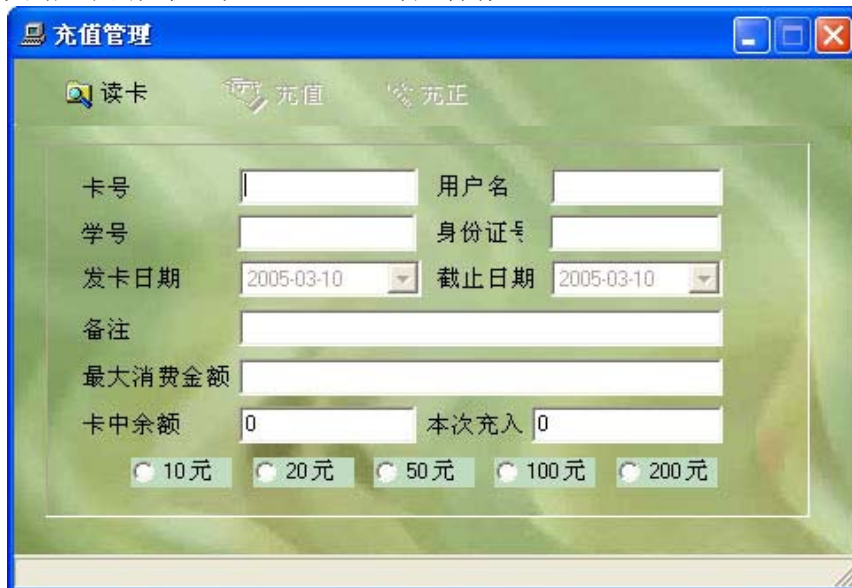 充值管理
读卡 充值 充正
卡号 用户名
学号 身份证号
发卡日期 2005-03-10 截止日期 2005-03-10
备注
最大消费金额
卡中余额 0 本次充入 0
10元 20元 50元 100元 200元